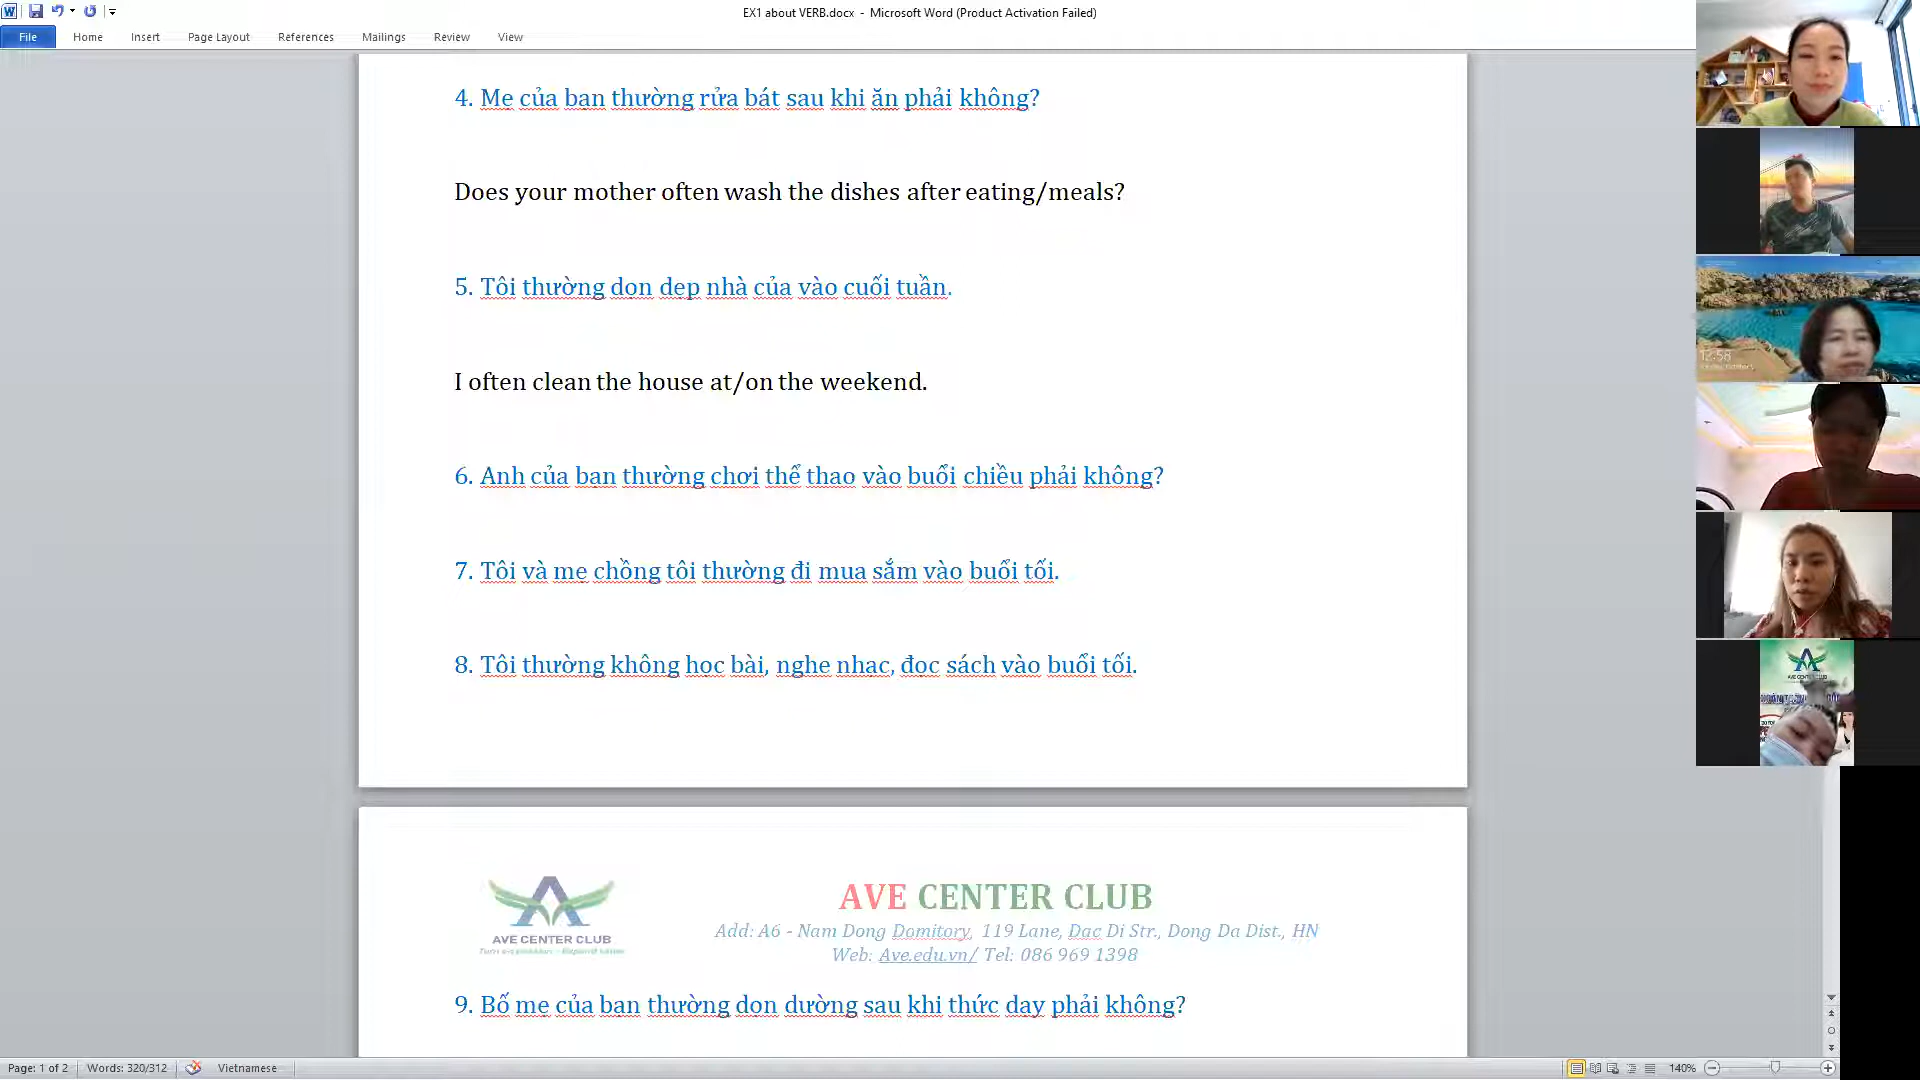 EX1 about VERB.docx - Microsoft Word (Product Activation Failed)
File Home Insert Page Layout References Mailings Review View
4. Mẹ của bạn thường rửa bát sau khi ăn phải không?
Does your mother often wash the dishes after eating/meals?
5. Tôi thường dọn dẹp nhà của vào cuối tuần.
I often clean the house at/on the weekend.
6. Anh của bạn thường chơi thể thao vào buổi chiều phải không?
7. Tôi và mẹ chồng tôi thường đi mua sắm vào buổi tối.
8. Tôi thường không học bài, nghe nhạc, đọc sách vào buổi tối.
AVE CENTER CLUB
AVE CENTER CLUB
Add: A6 - Nam Dong Domitory, 119 Lane, Dac Di Str., Dong Da Dist., HN
Web: Ave.edu.vn/ Tel: 086 969 1398
9. Bố mẹ của bạn thường dọn dường sau khi thức dạy phải không?
Page: 1 of 2 Words: 320/312 Vietnamese 140%
12:58
AVE CENTER CLUB